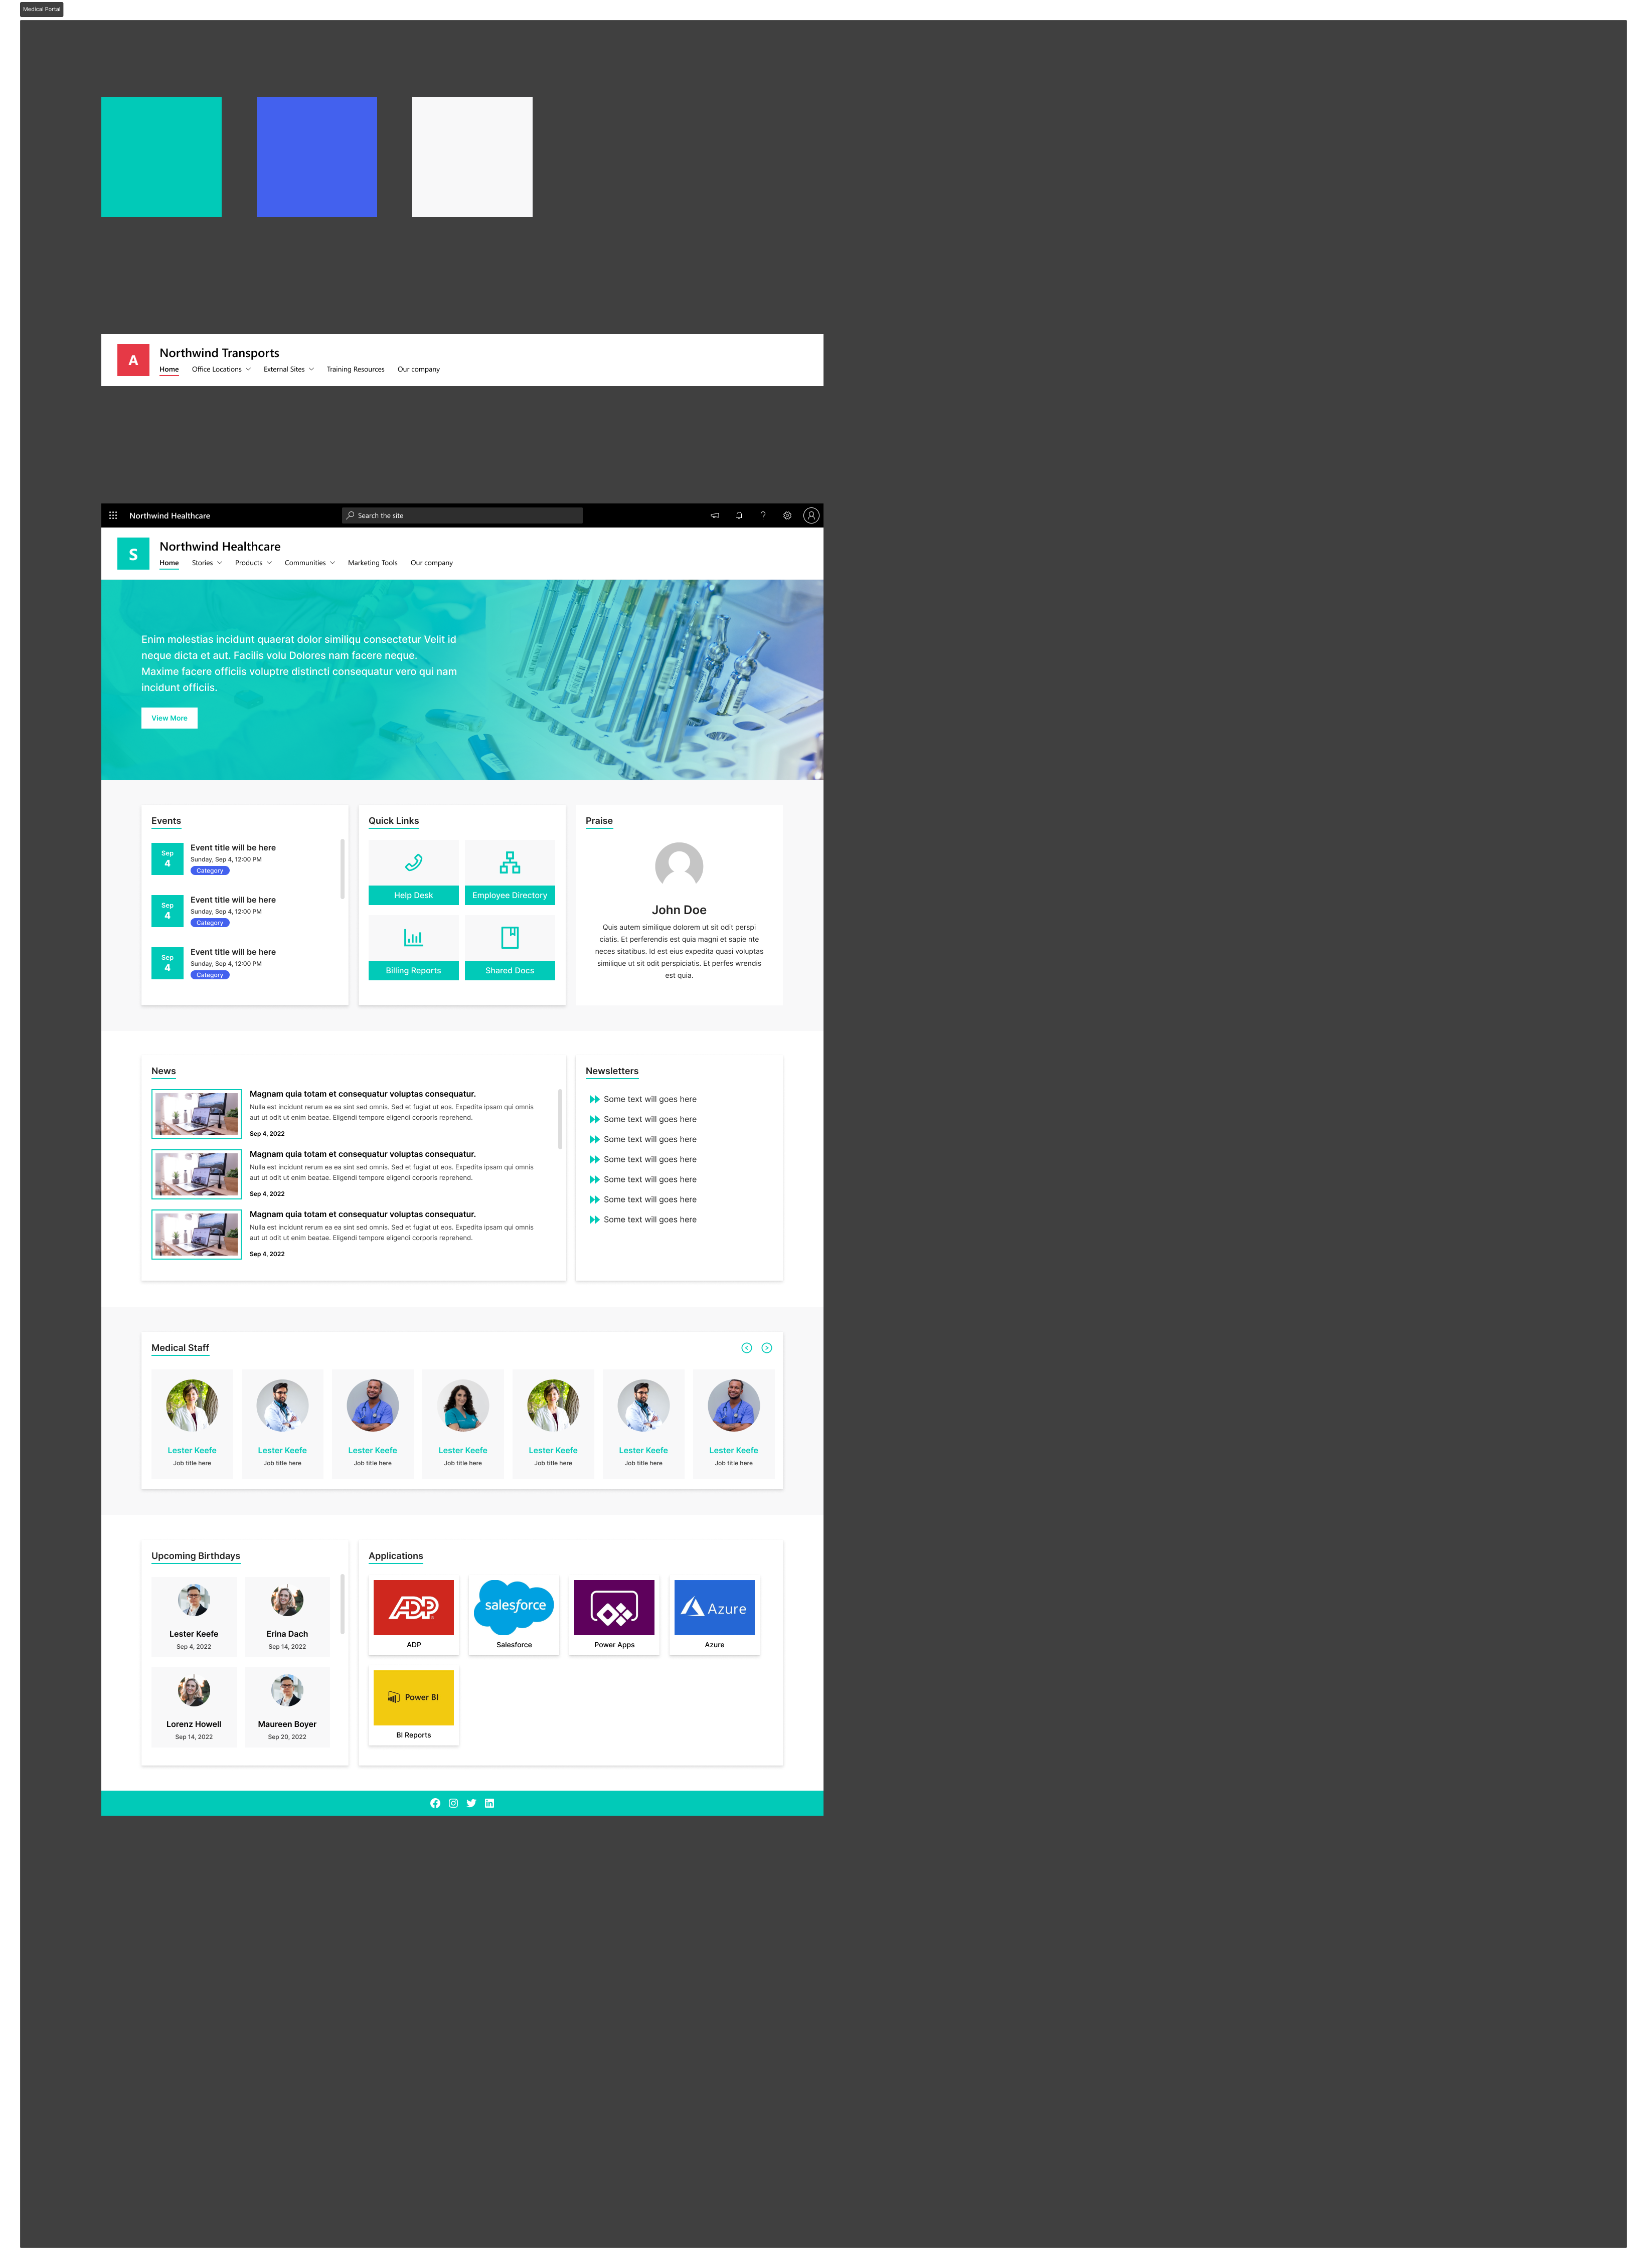 Medical Portal
A
Northwind Transports
Home Office Locations External Sites Training Resources Our company
Northwind Healthcare
Search the site
S
Northwind Healthcare
Home Stories Products Communities Marketing Tools Our company
Enim molestias incidunt quaerat dolor similiqu consectetur Velit id
neque dicta et aut. Facilis volu Dolores nam facere neque.
Maxime facere officiis voluptre distincti consequatur vero qui nam
incidunt officiis.
View More
Events
Sep
4
Event title will be here
Sunday, Sep 4, 12:00 PM
Category
Sep
4
Event title will be here
Sunday, Sep 4, 12:00 PM
Category
Sep
4
Event title will be here
Sunday, Sep 4, 12:00 PM
Category
Quick Links
Help Desk
Employee Directory
Billing Reports
Shared Docs
Praise
John Doe
Quis autem similique dolorem ut sit odit perspi
ciatis. Et perferendis est quia magni et sapie nte
neces sitatibus. Id est eius expedita quasi voluptas
similique ut sit odit perspiciatis. Et perfes wrendis
est quia.
News
Magnam quia totam et consequatur voluptas consequatur.
Nulla est incidunt rerum ea ea sint sed omnis. Sed et fugiat ut eos. Expedita ipsam qui omnis
aut ut odit ut enim beatae. Eligendi tempore eligendi corporis reprehend.
Sep 4, 2022
Magnam quia totam et consequatur voluptas consequatur.
Nulla est incidunt rerum ea ea sint sed omnis. Sed et fugiat ut eos. Expedita ipsam qui omnis
aut ut odit ut enim beatae. Eligendi tempore eligendi corporis reprehend.
Sep 4, 2022
Magnam quia totam et consequatur voluptas consequatur.
Nulla est incidunt rerum ea ea sint sed omnis. Sed et fugiat ut eos. Expedita ipsam qui omnis
aut ut odit ut enim beatae. Eligendi tempore eligendi corporis reprehend.
Sep 4, 2022
Newsletters
Some text will goes here
Some text will goes here
Some text will goes here
Some text will goes here
Some text will goes here
Some text will goes here
Some text will goes here
Medical Staff
Lester Keefe
Job title here
Lester Keefe
Job title here
Lester Keefe
Job title here
Lester Keefe
Job title here
Lester Keefe
Job title here
Lester Keefe
Job title here
Lester Keefe
Job title here
Upcoming Birthdays
Lester Keefe
Sep 4, 2022
Erina Dach
Sep 14, 2022
Lorenz Howell
Sep 14, 2022
Maureen Boyer
Sep 20, 2022
Applications
ADP
ADP
salesforce
Salesforce
Power Apps
Azure
Azure
Power BI
BI Reports